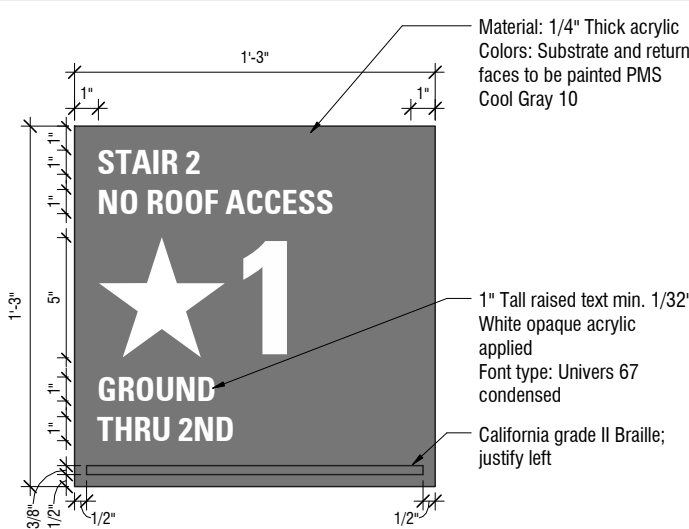 Material: 1/4" Thick acrylic
Colors: Substrate and return
faces to be painted PMS
Cool Gray 10
1'-3"
1"
1"
1"
1"
1"
STAIR 2
NO ROOF ACCESS
1'-3"
5"
1
1" Tall raised text min. 1/32"
White opaque acrylic
applied
Font type: Univers 67
condensed
1"
1"
GROUND
THRU 2ND
California grade II Braille;
justify left
3/8"
1/2"
1/2"
1/2"